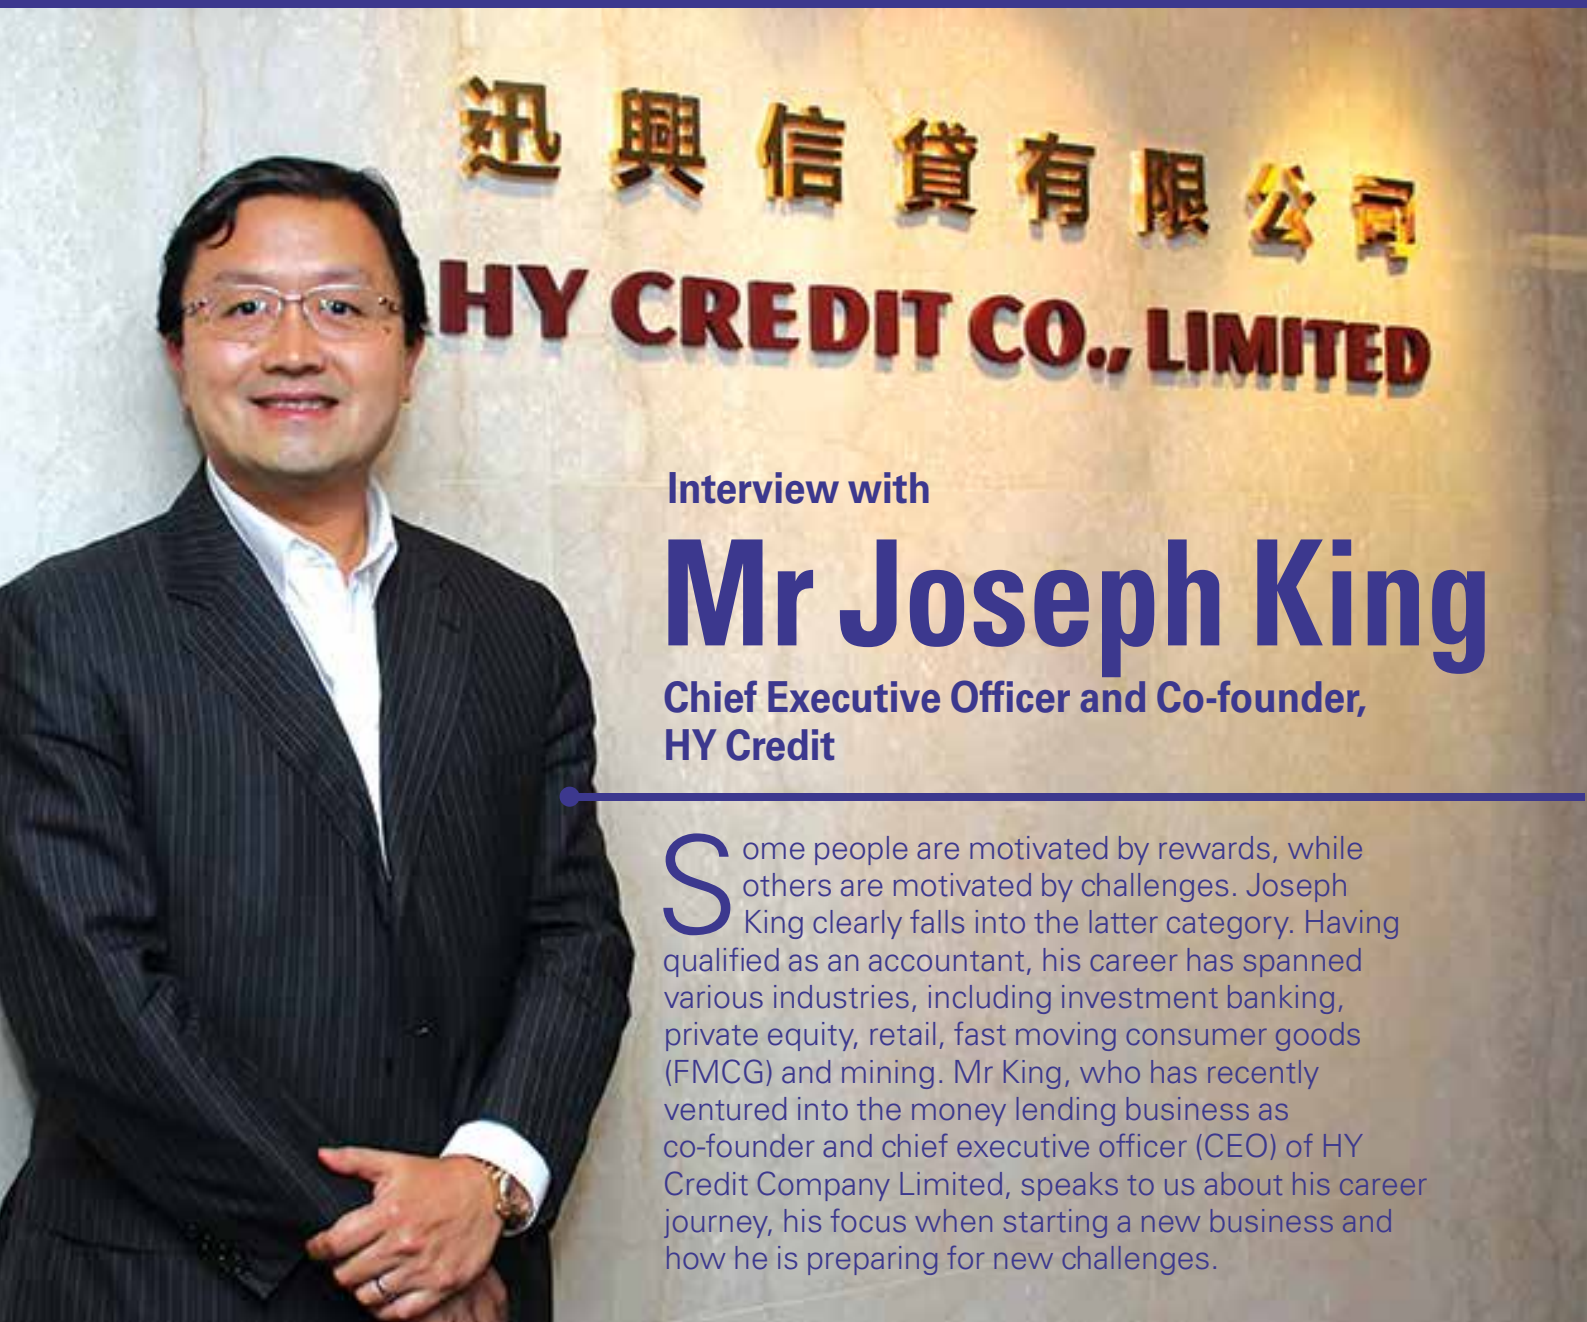 迅興信貸有限公司
HY CREDIT CO., LIMITED
Interview with
Mr Joseph King
Chief Executive Officer and Co-founder,
HY Credit
Some people are motivated by rewards, while
others are motivated by challenges. Joseph
King clearly falls into the latter category. Having
qualified as an accountant, his career has spanned
various industries, including investment banking,
private equity, retail, fast moving consumer goods
(FMCG) and mining. Mr King, who has recently
ventured into the money lending business as
co-founder and chief executive officer (CEO) of HY
Credit Company Limited, speaks to us about his career
journey, his focus when starting a new business and
how he is preparing for new challenges.